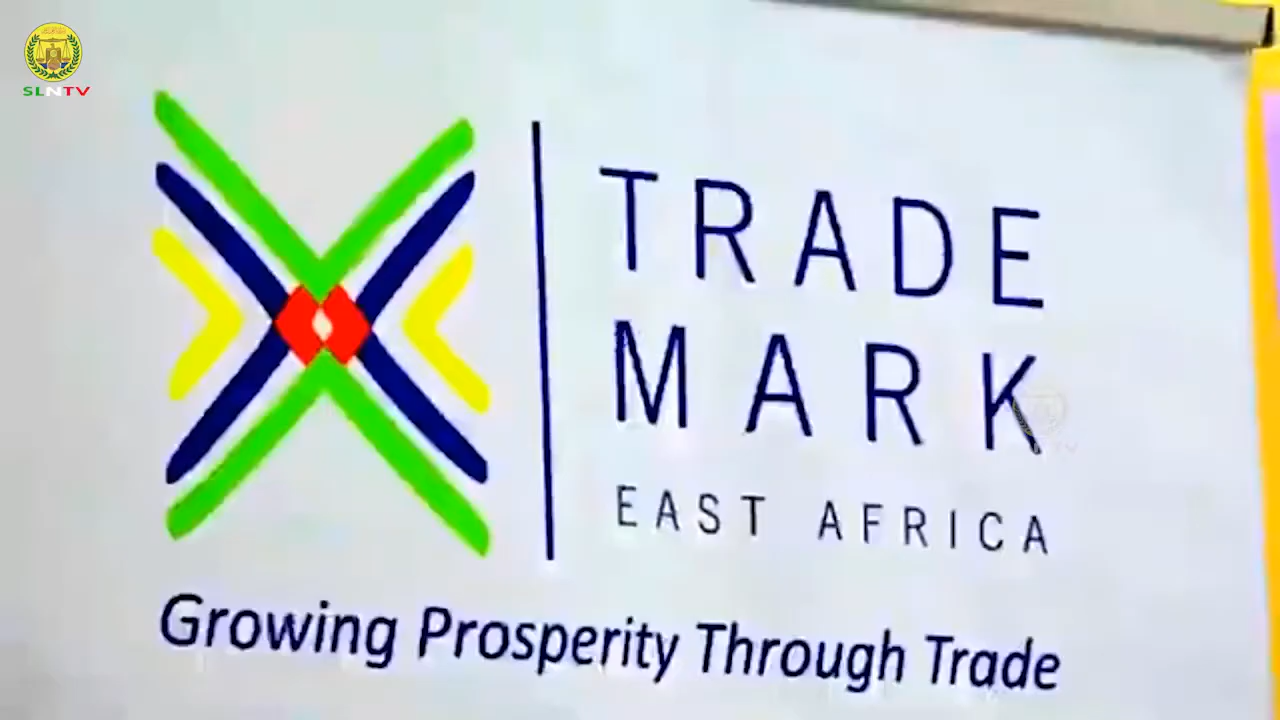 SLNTV
TRADE
MARK
EAST AFRICA
Growing Prosperity Through Trade